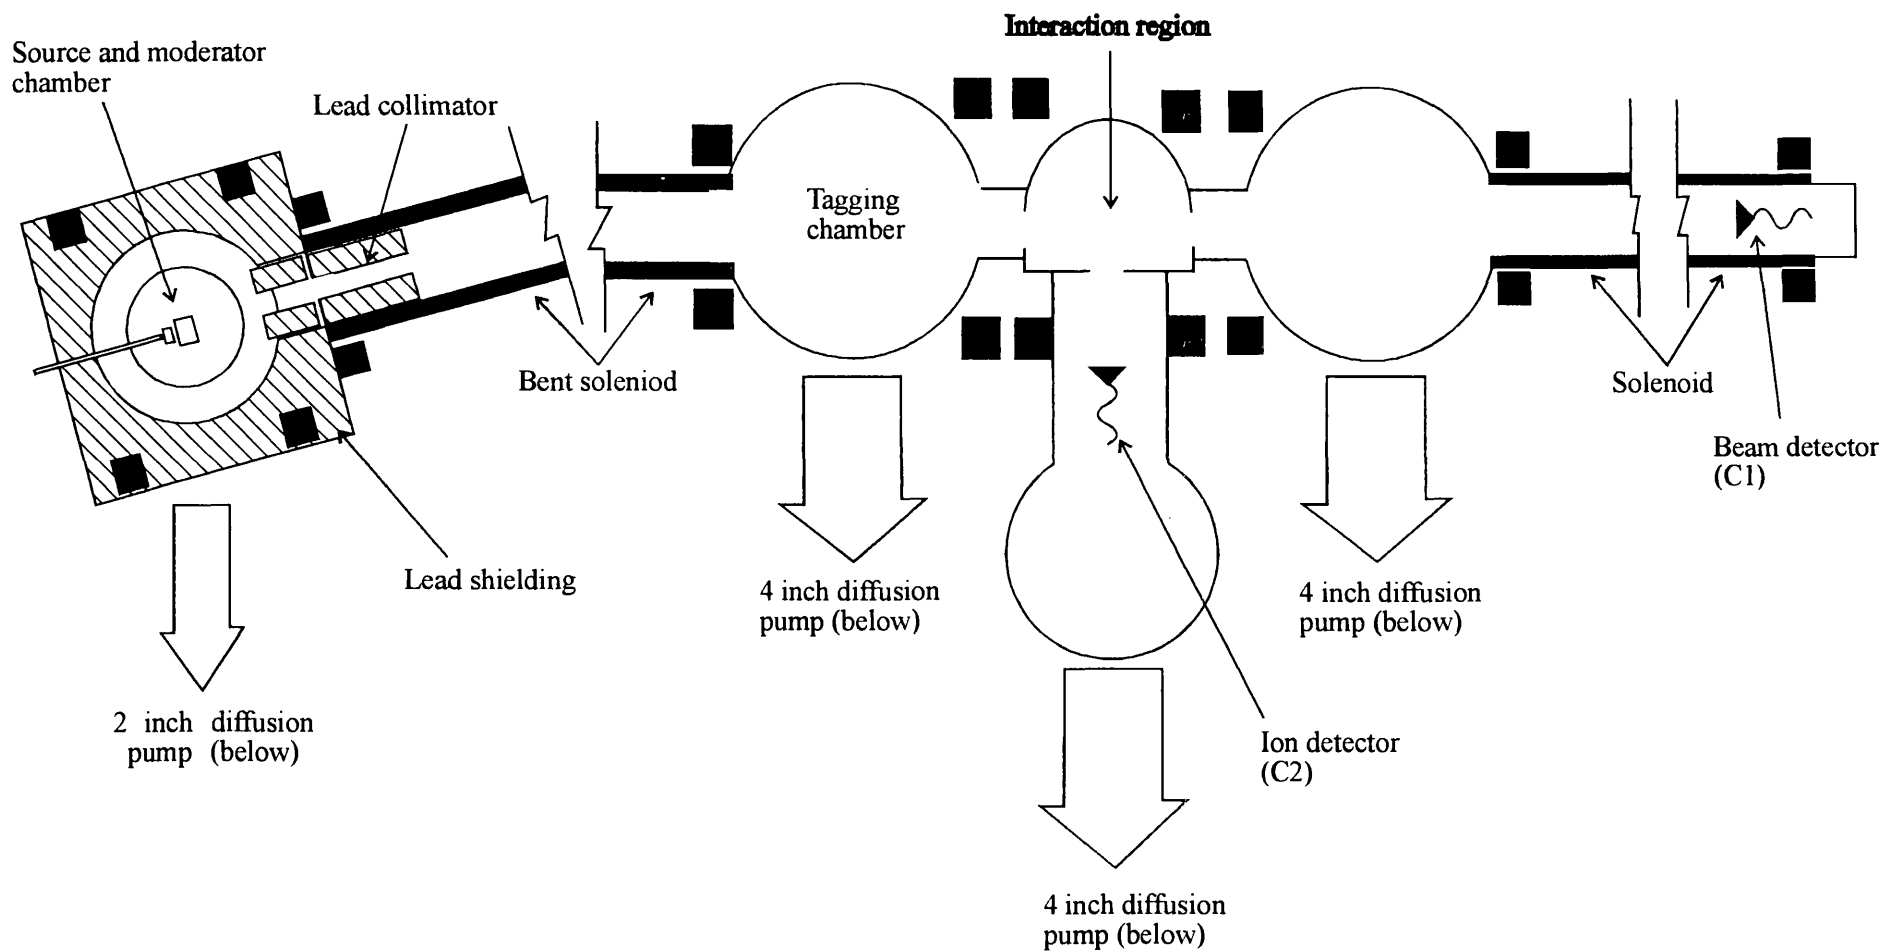 Interaction region
Source and moderator
chamber
Lead collimator
Tagging
chamber
Bent soleniod
Solenoid
Beam detector
(C1)
Lead shielding
4 inch diffusion
pump (below)
4 inch diffusion
pump (below)
2 inch diffusion
pump (below)
Ion detector
(C2)
4 inch diffusion
pump (below)